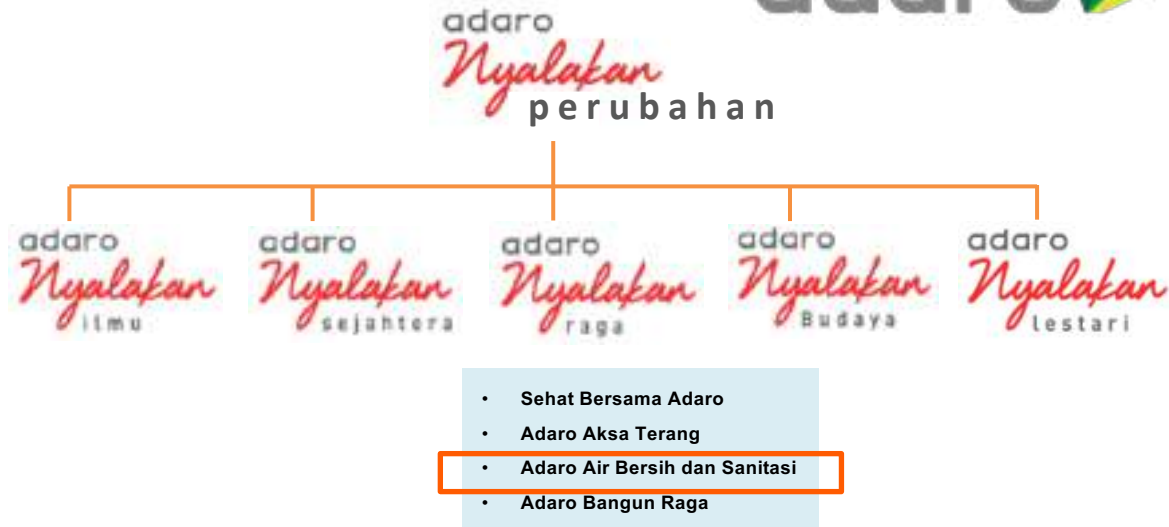 adaro
adaro
Nyalakan
perubahan
adaro
Nyalakan
ilmu
adaro
Nyalakan
sejahtera
adaro
Nyalakan
raga
adaro
Nyalakan
Budaya
adaro
Nyalakan
lestari
• Sehat Bersama Adaro
• Adaro Aksa Terang
• Adaro Air Bersih dan Sanitasi
• Adaro Bangun Raga